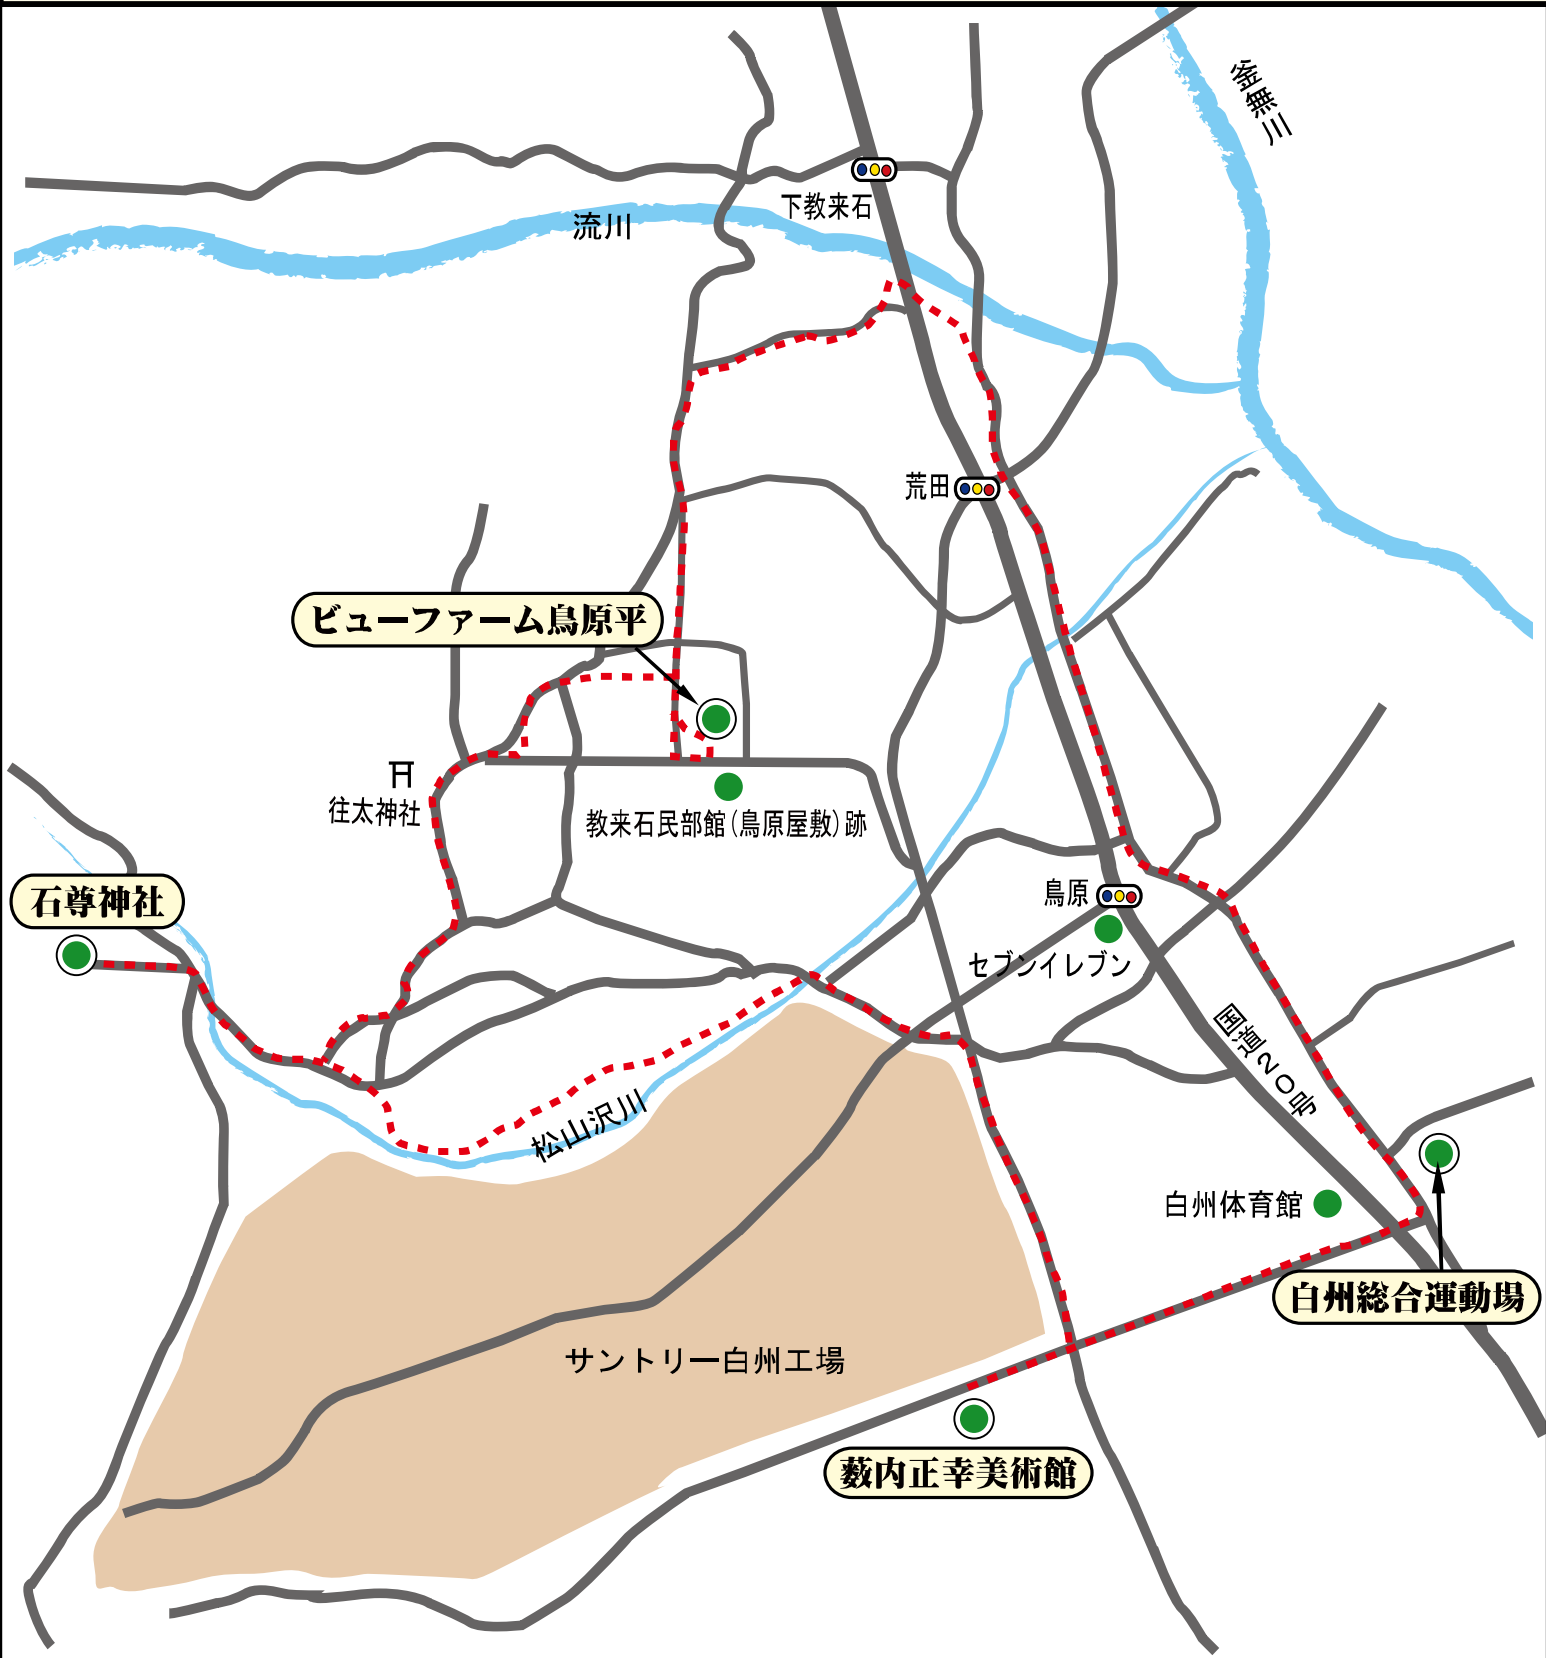 釜無川
下教来石
流川
荒田
ビューファーム鳥原平
往太神社
教来石民部館(鳥原屋敷)跡
石尊神社
鳥原
セブンイレブン
国道20号
松山沢川
白州体育館
白州総合運動場
サントリー白州工場
薮内正幸美術館